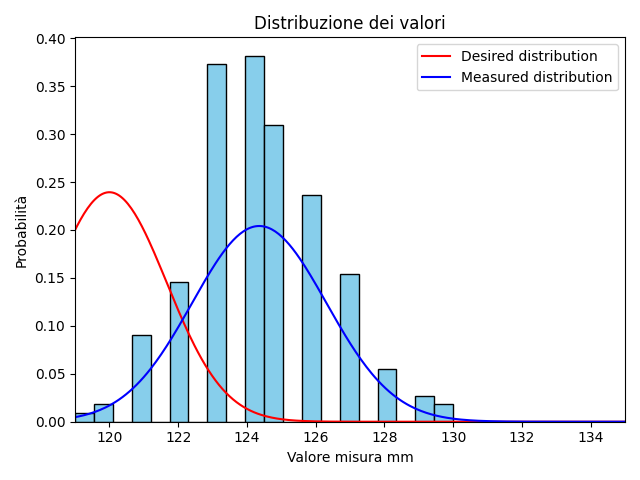 Distribuzione dei valori
0.40
0.35
0.30
0.25
0.20
0.15
0.10
0.05
0.00
Probabilità
Desired distribution
Measured distribution
120 122 124 126 128 130 132 134
Valore misura mm